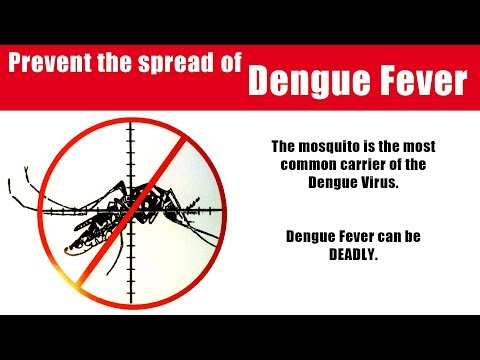 Prevent the spread of Dengue Fever
The mosquito is the most
common carrier of the
Dengue Virus.
Dengue Fever can be
DEADLY.